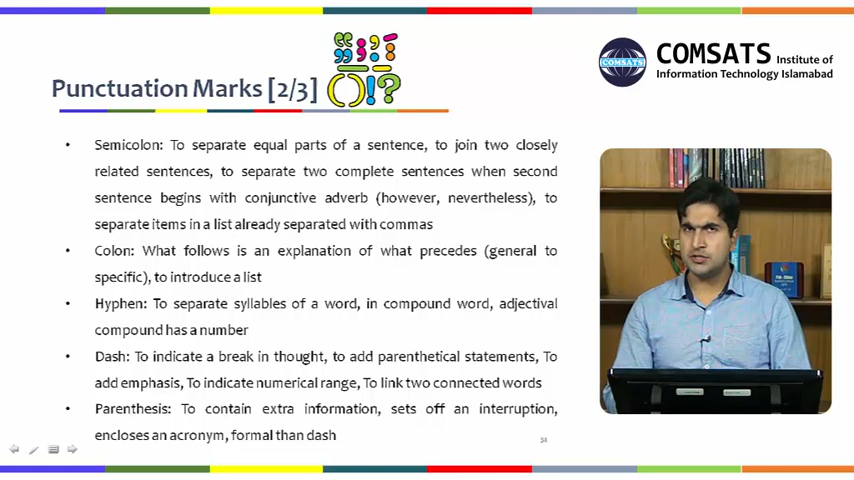 Punctuation Marks [2/3]
COMSATS Institute of
Information Technology Islamabad
COMSATS
• Semicolon: To separate equal parts of a sentence, to join two closely
related sentences, to separate two complete sentences when second
sentence begins with conjunctive adverb (however, nevertheless), to
separate items in a list already separated with commas
• Colon: What follows is an explanation of what precedes (general to
specific), to introduce a list
• Hyphen: To separate syllables of a word, in compound word, adjectival
compound has a number
• Dash: To indicate a break in thought, to add parenthetical statements, To
add emphasis, To indicate numerical range, To link two connected words
• Parenthesis: To contain extra information, sets off an interruption,
encloses an acronym, formal than dash
34